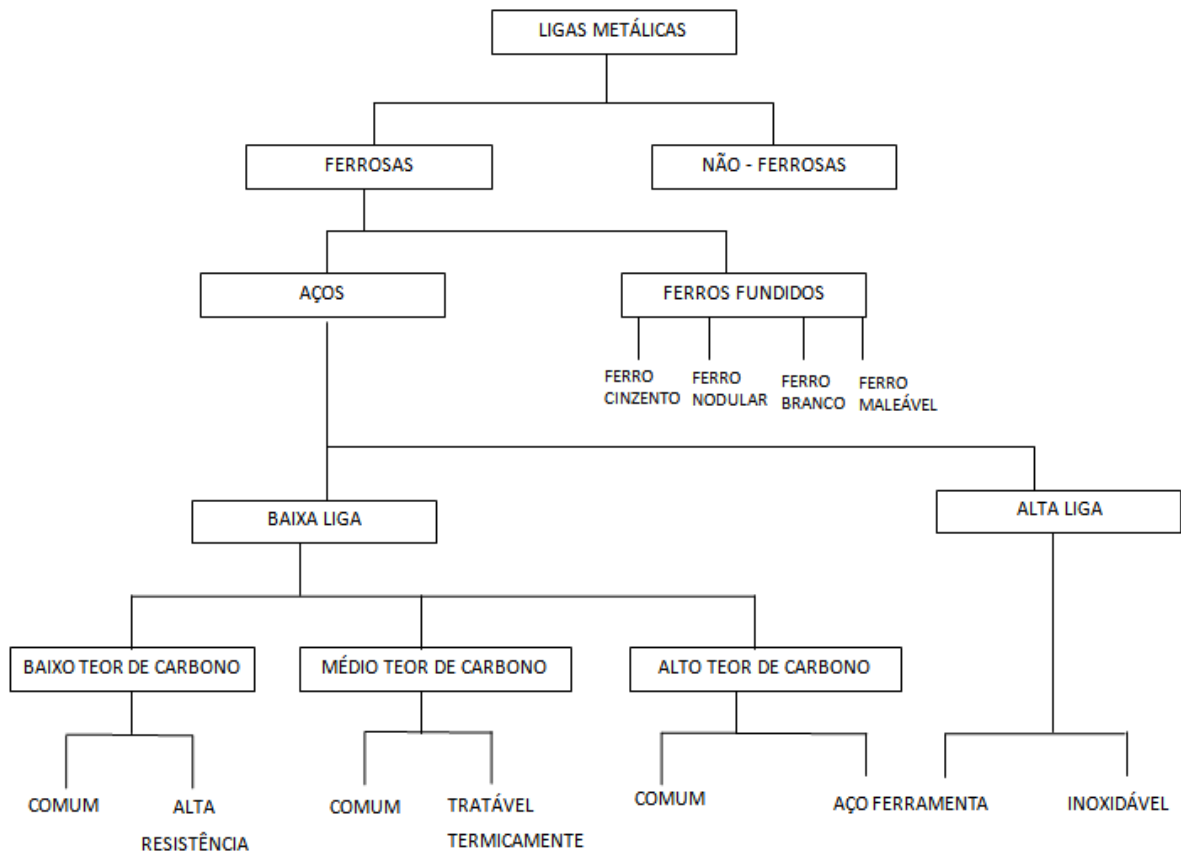 LIGAS METÁLICAS
FERROSAS
NÃO - FERROSAS
AÇOS
FERROS FUNDIDOS
FERRO
CINZENTO
FERRO
NODULAR
FERRO
BRANCO
FERRO
MALEÁVEL
BAIXA LIGA
ALTA LIGA
BAIXO TEOR DE CARBONO
MÉDIO TEOR DE CARBONO
ALTO TEOR DE CARBONO
COMUM
ALTA
RESISTÊNCIA
COMUM
TRATÁVEL
TERMICAMENTE
COMUM
AÇO FERRAMENTA
INOXIDÁVEL